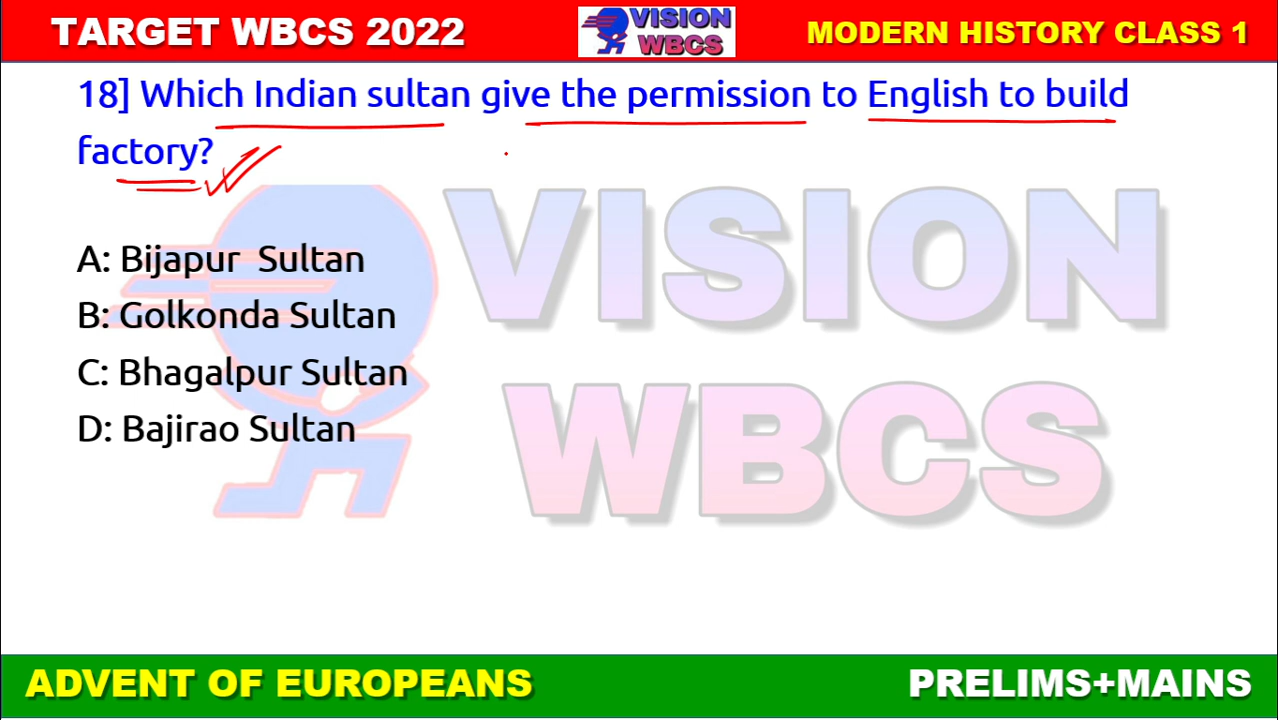 TARGET WBCS 2022
VISION
WBCS
MODERN HISTORY CLASS 1
18] Which Indian sultan give the permission to English to build
factory?
A: Bijapur Sultan
B: Golkonda Sultan
C: Bhagalpur Sultan
D: Bajirao Sultan
VISION
WBCS
ADVENT OF EUROPEANS
PRELIMS+MAINS